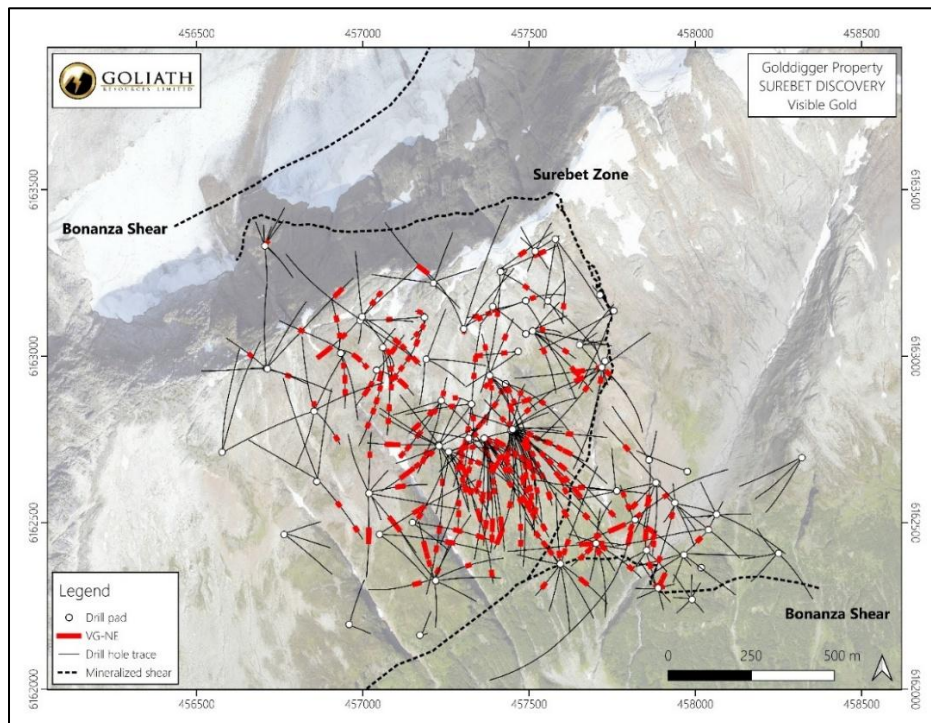 456500 457000 457500 458000 458500
GOLIATH
RESOURCES LIMITED
Golddigger Property
SUREBET DISCOVERY
Visible Gold
Surebet Zone
6163500 6163500
Bonanza Shear
6163000 6163000
6162500 6162500
Legend
Drill pad
VG-NE
Drill hole trace
Mineralized shear
Bonanza Shear
0 250 500 m
6162000 6162000
456500 457000 457500 458000 458500